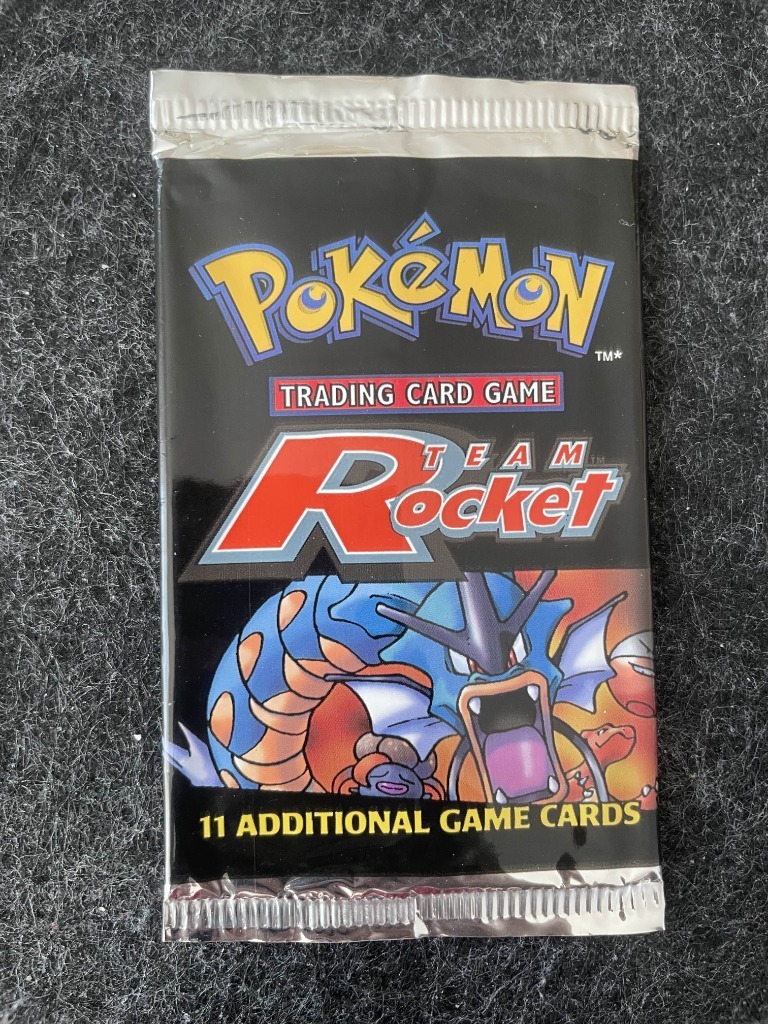 POKéMON
TM*
TRADING CARD GAME
TEAM
Rocket
11 ADDITIONAL GAME CARDS